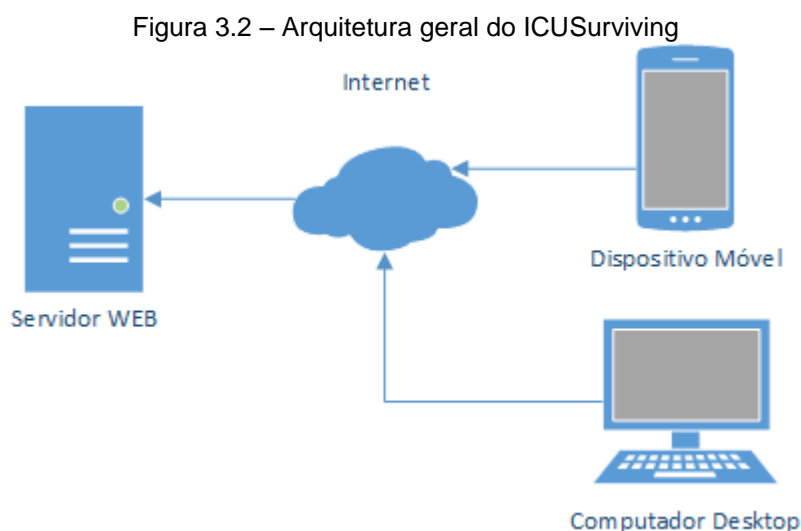 Figura 3.2 – Arquitetura geral do ICUSurviving
Internet
Dispositivo Móvel
Servidor WEB
Computador Desktop